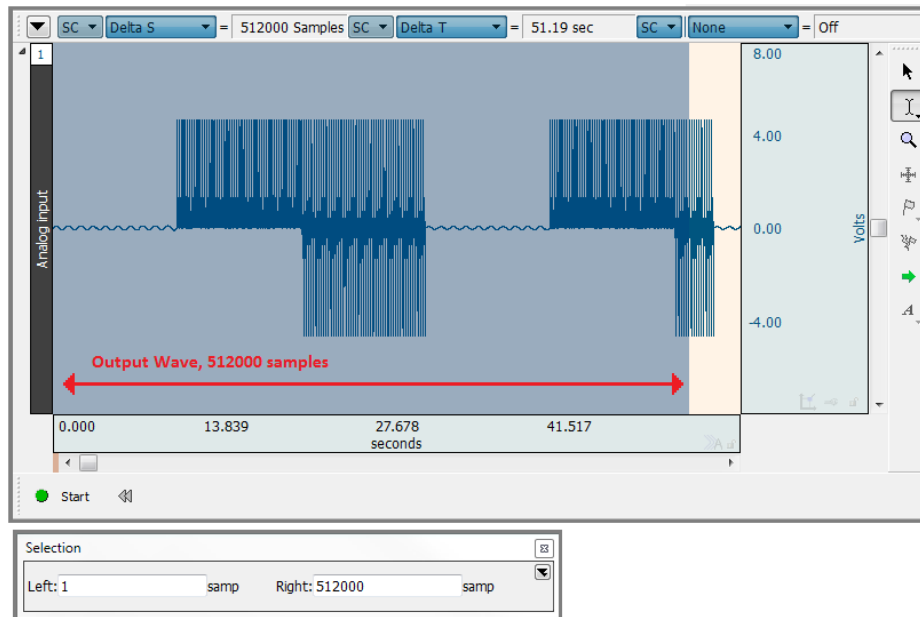 SC Delta S = 512000 Samples SC Delta T = 51.19 sec SC None = Off
1
8.00
4.00
0.00
-4.00
Volts
Analog input
Output Wave, 512000 samples
0.000 13.839 27.678 41.517
seconds
Start
Selection
Left: 1 samp Right: 512000 samp